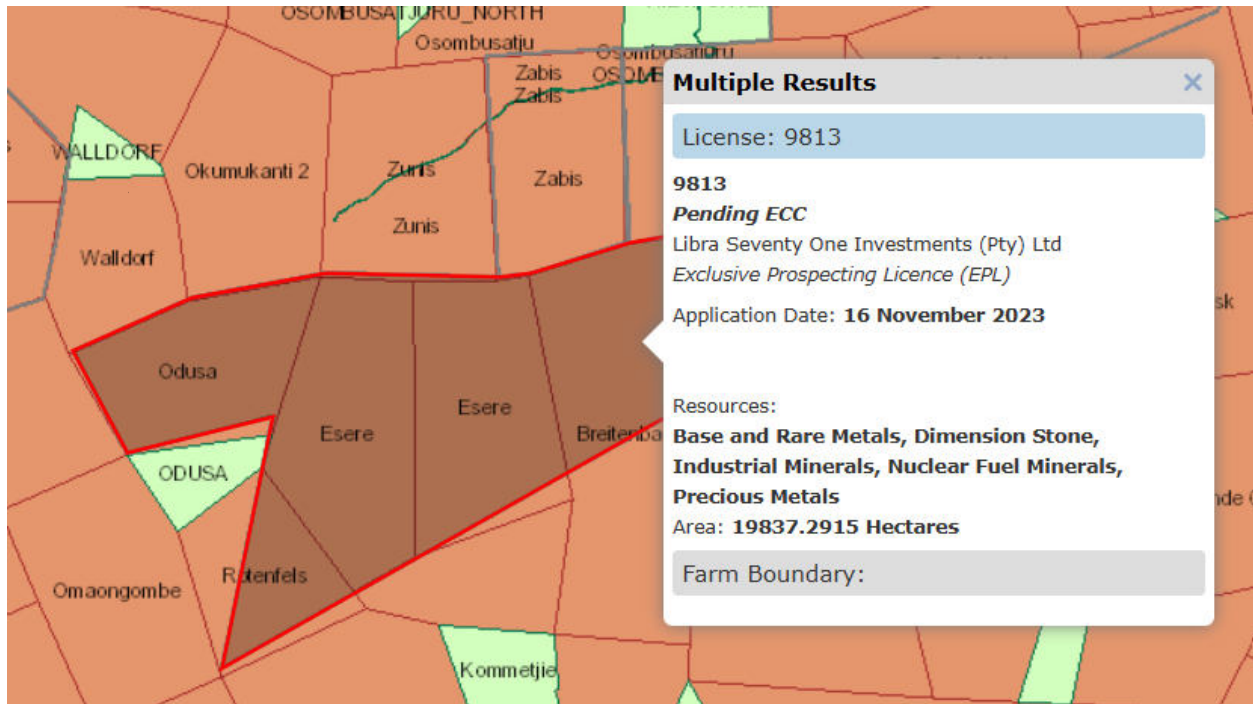 OSOMBUSATJURU_NORTH
Osombusatju
Zabis
Zabis
WALLDORF
Okumukanti 2
Zunis
Zabis
Zunis
Walldorf
Odusa
Esere
Esere
ODUSA
Rotenfels
Omaongombe
Kommetjie
Multiple Results
×
License: 9813
9813
Pending ECC
Libra Seventy One Investments (Pty) Ltd
Exclusive Prospecting Licence (EPL)
Application Date: 16 November 2023
Resources:
Base and Rare Metals, Dimension Stone,
Industrial Minerals, Nuclear Fuel Minerals,
Precious Metals
Area: 19837.2915 Hectares
Farm Boundary: